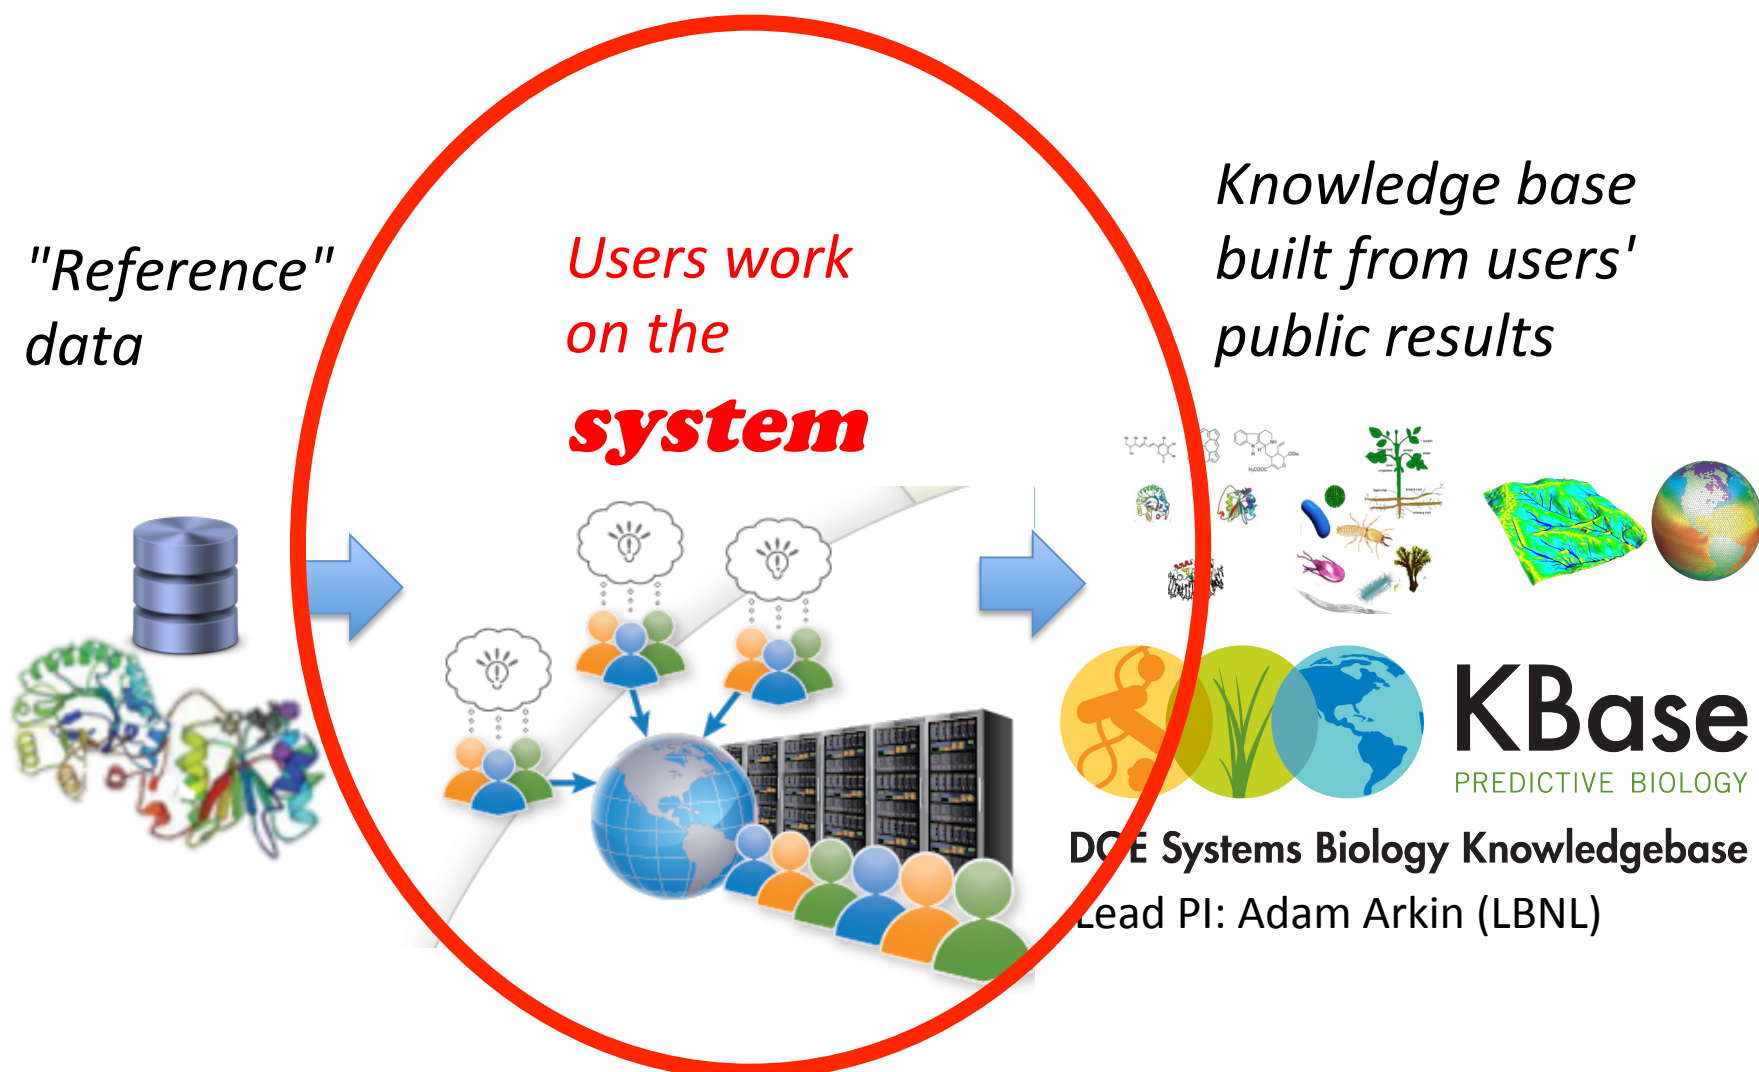 "Reference"
data
Users work
on the
system
Knowledge base
built from users'
public results
KBase
PREDICTIVE BIOLOGY
DOE Systems Biology Knowledgebase
Lead PI: Adam Arkin (LBNL)